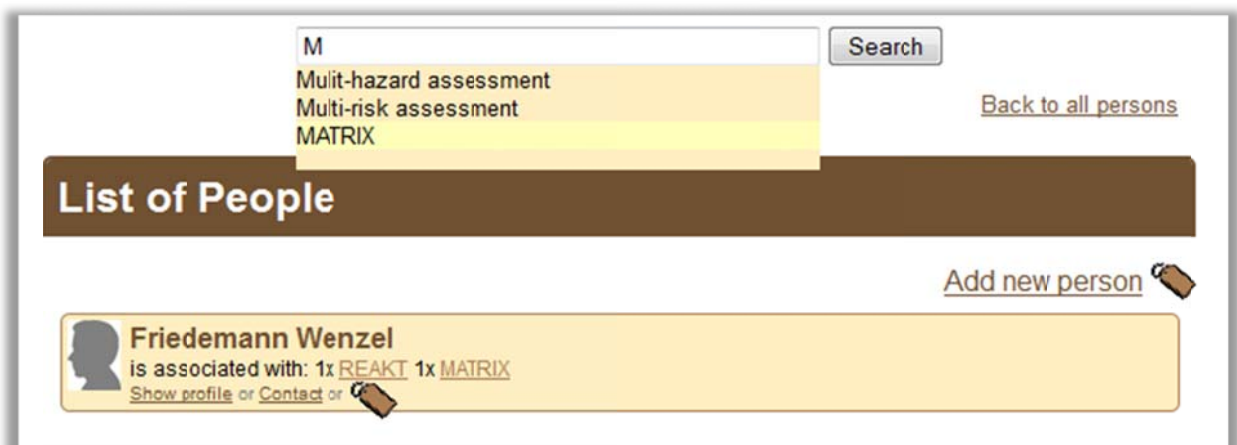 M
Search
Mulit-hazard assessment
Multi-risk assessment
MATRIX
Back to all persons
List of People
Add new person
Friedemann Wenzel
is associated with: 1x REAKT 1x MATRIX
Show profile or Contact or